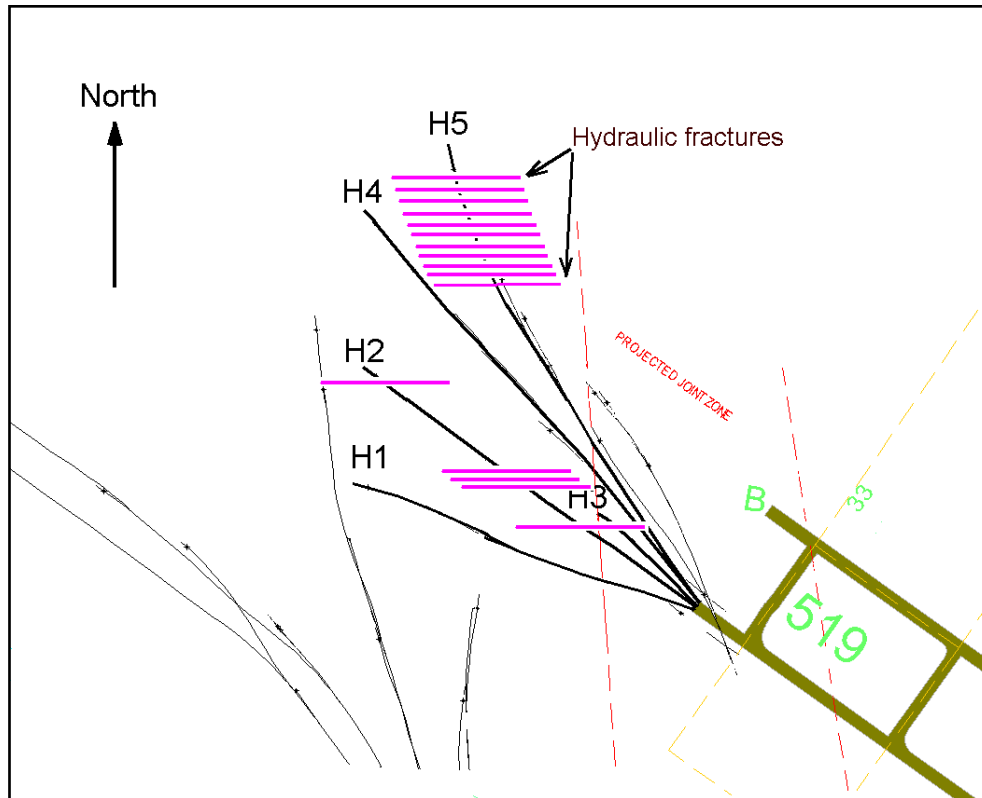 North
H5
Hydraulic fractures
H4
PROJECTED JOINT ZONE
H2
H1
H3
B
33
519